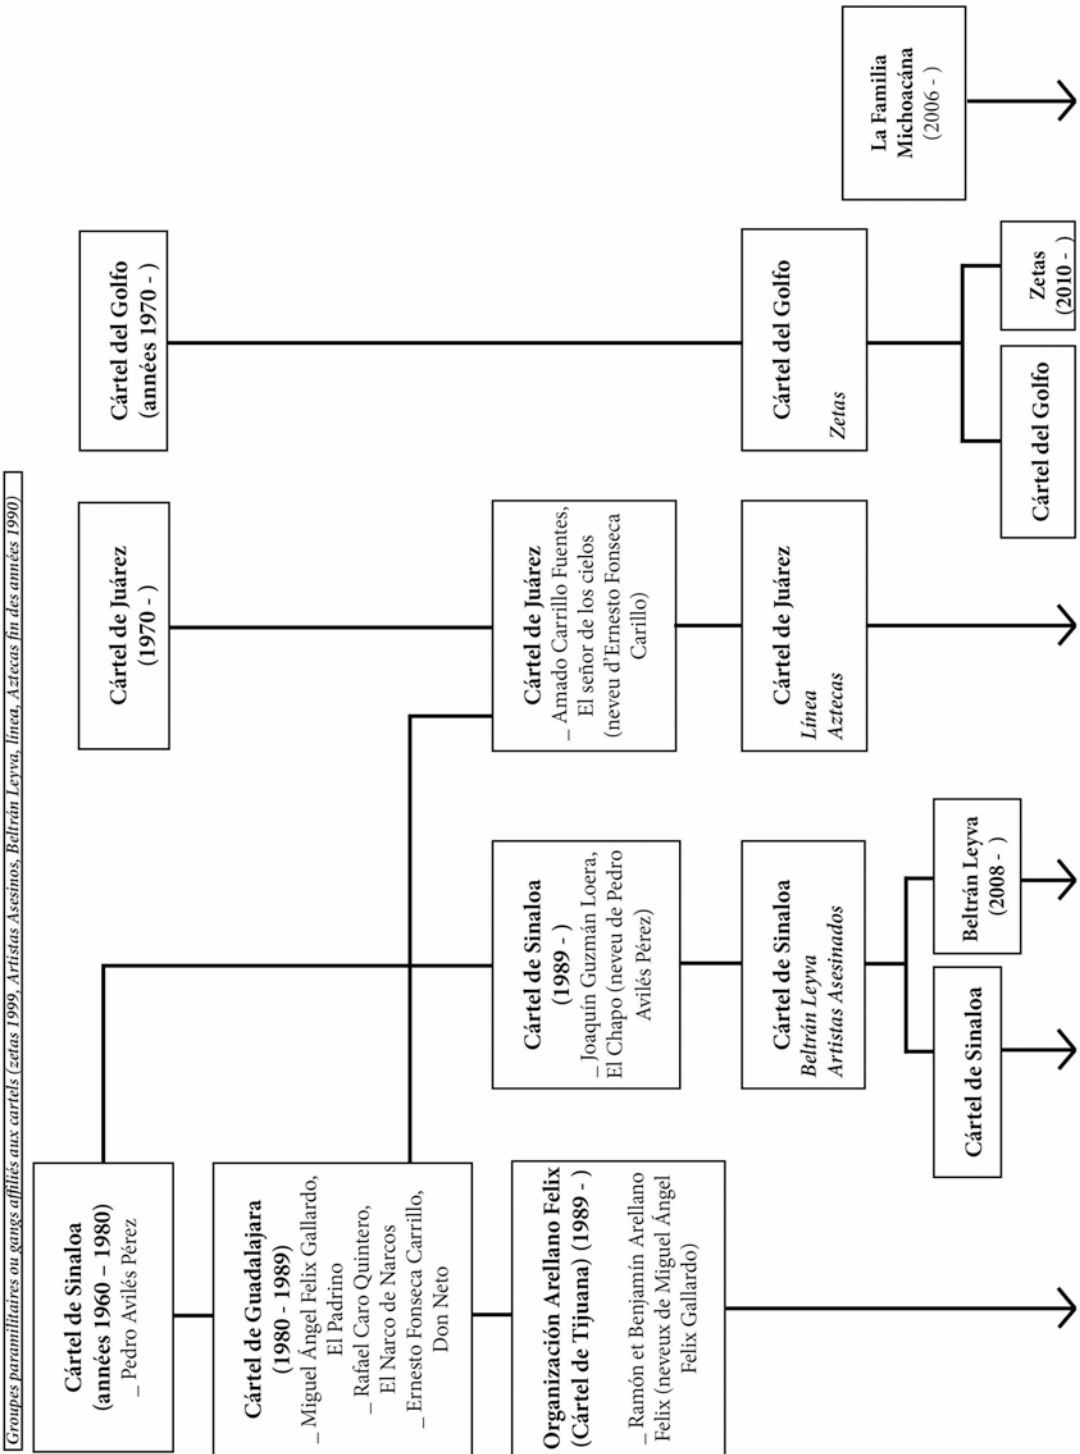 Groupes paramilitaires ou gangs affiliés aux cartels (zetas 1999, Artistas Asesinos, Beltrán Leyva, línea, Aztecas fin des années 1990)
Cártel de Sinaloa
(années 1960 – 1980)
_ Pedro Avilés Pérez
Cártel de Guadalajara
(1980 - 1989)
_ Miguel Ángel Felix Gallardo,
El Padrino
_ Rafael Caro Quintero,
El Narco de Narcos
_ Ernesto Fonseca Carrillo,
Don Neto
Organización Arellano Felix
(Cártel de Tijuana) (1989 - )
_ Ramón et Benjamín Arellano
Felix (neveux de Miguel Ángel
Felix Gallardo)
Cártel de Sinaloa
(1989 - )
_ Joaquín Guzmán Loera,
El Chapo (neveu de Pedro
Avilés Pérez)
Cártel de Sinaloa
Beltrán Leyva
Artistas Asesinados
Cártel de Sinaloa
Beltrán Leyva
(2008 - )
Cártel de Juárez
(1970 - )
Cártel de Juárez
_ Amado Carrillo Fuentes,
El señor de los cielos
(neveu d'Ernesto Fonseca
Carillo)
Cártel de Juárez
Línea
Aztecas
Cártel del Golfo
(années 1970 - )
Cártel del Golfo
Zetas
Cártel del Golfo
Zetas
(2010 - )
La Familia
Michoacána
(2006 - )